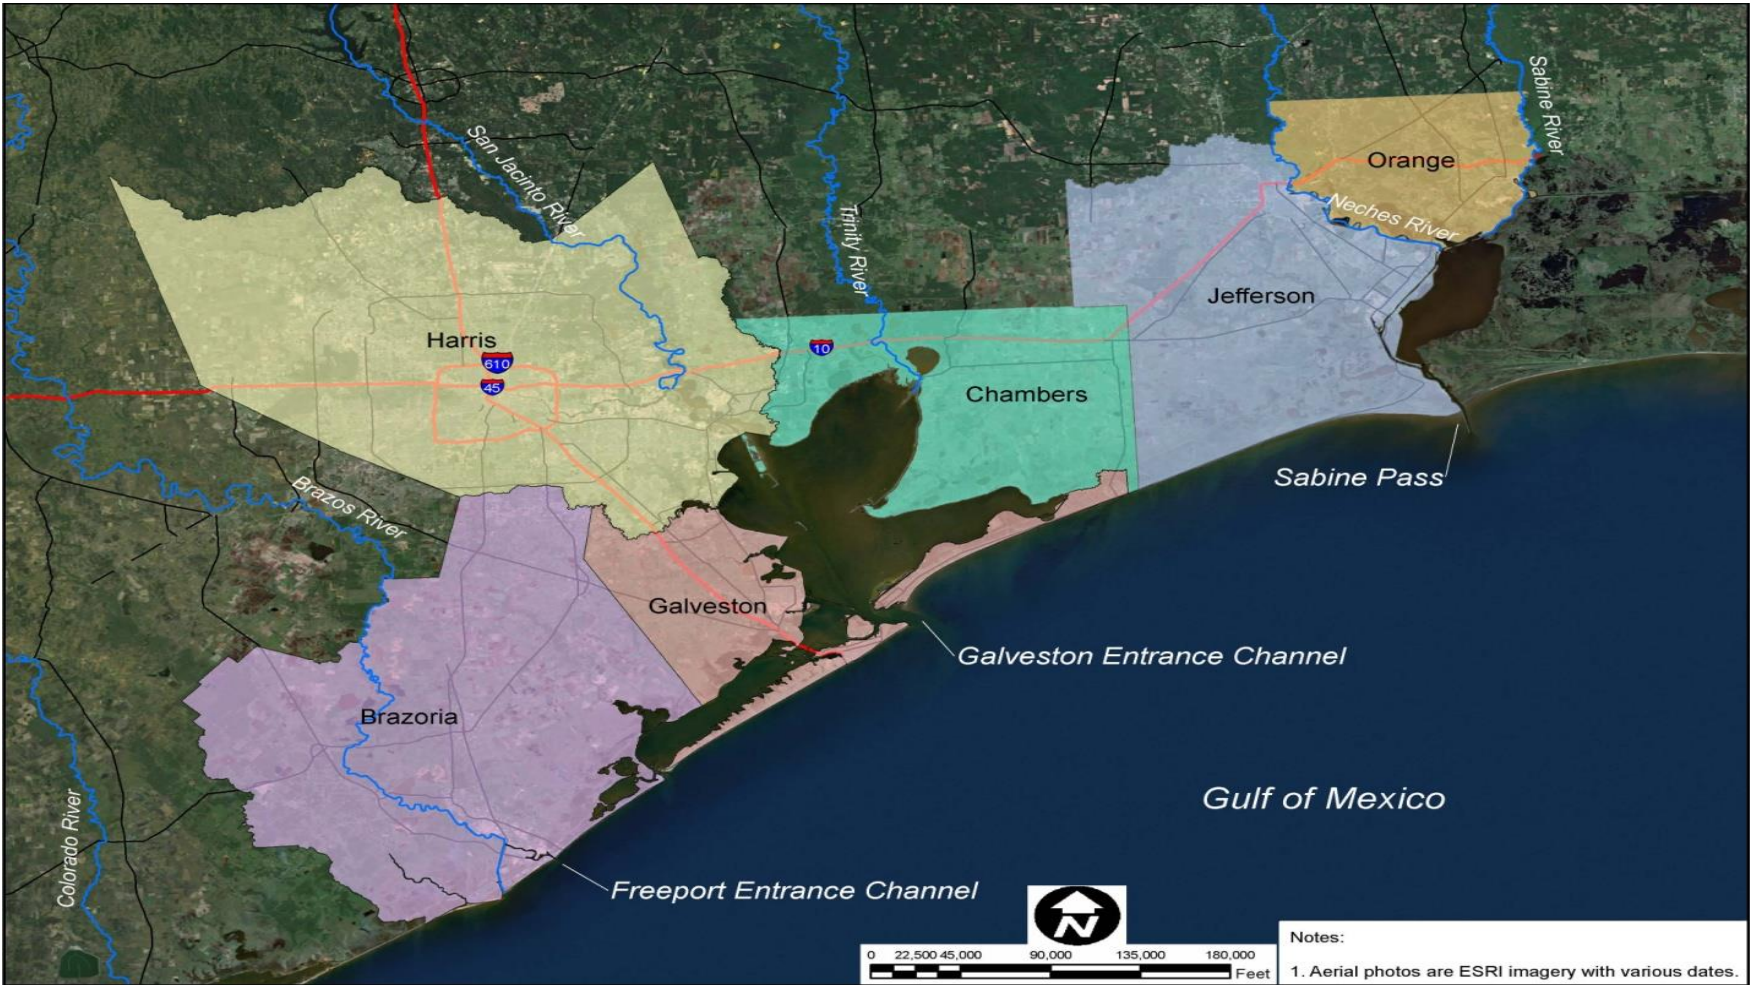 Sabine River
San Jacinto River
Orange
Neches River
Trinity River
Jefferson
Harris
610
10
45
Chambers
Sabine Pass
Brazos River
Galveston
Galveston Entrance Channel
Brazoria
Gulf of Mexico
Colorado River
Freeport Entrance Channel
N
0 22,500 45,000 90,000 135,000 180,000
Feet
Notes:
1. Aerial photos are ESRI imagery with various dates.